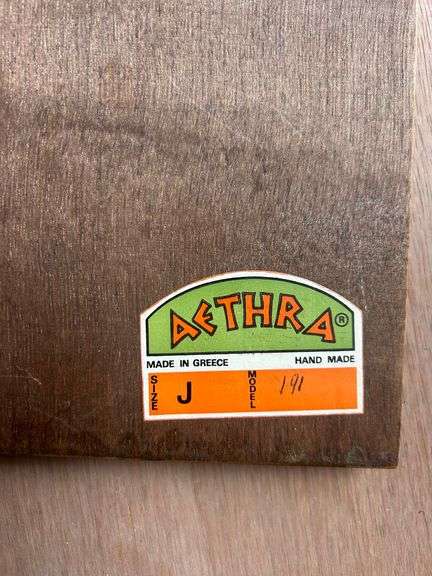 AETHRA®
MADE IN GREECE HAND MADE
SIZE J MODEL 191